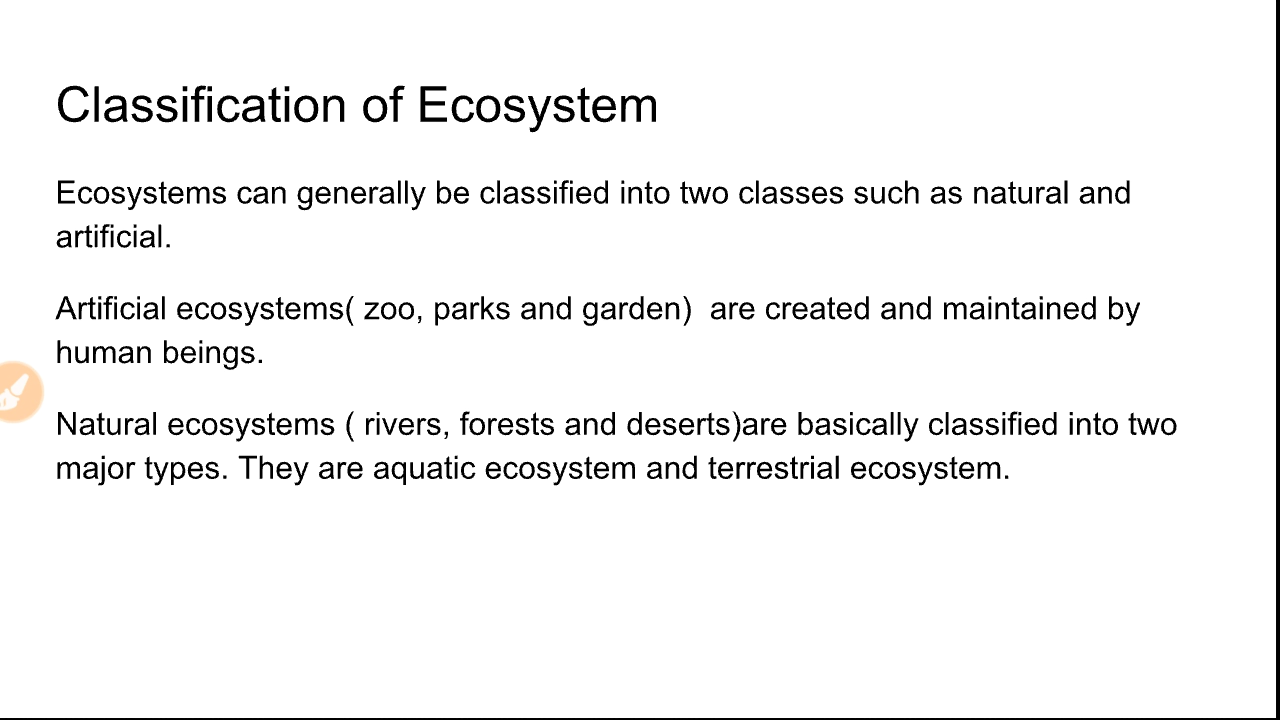 Classification of Ecosystem
Ecosystems can generally be classified into two classes such as natural and
artificial.
Artificial ecosystems( zoo, parks and garden)  are created and maintained by
human beings.
Natural ecosystems ( rivers, forests and deserts)are basically classified into two
major types. They are aquatic ecosystem and terrestrial ecosystem.